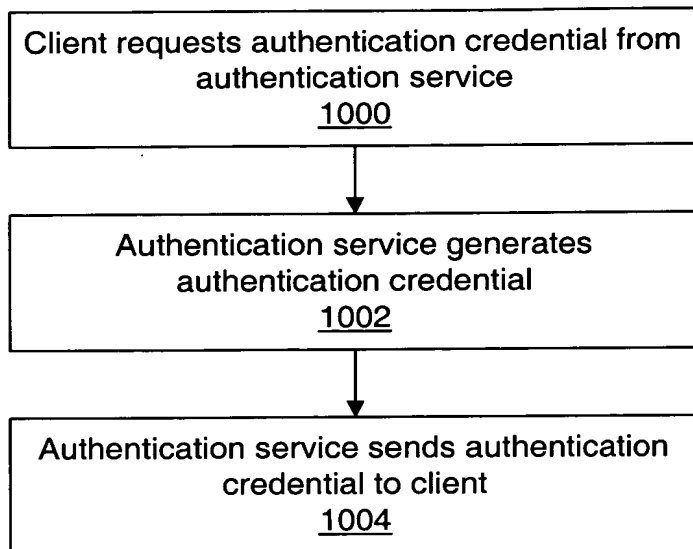 Client requests authentication credential from
authentication service
1000
Authentication service generates
authentication credential
1002
Authentication service sends authentication
credential to client
1004